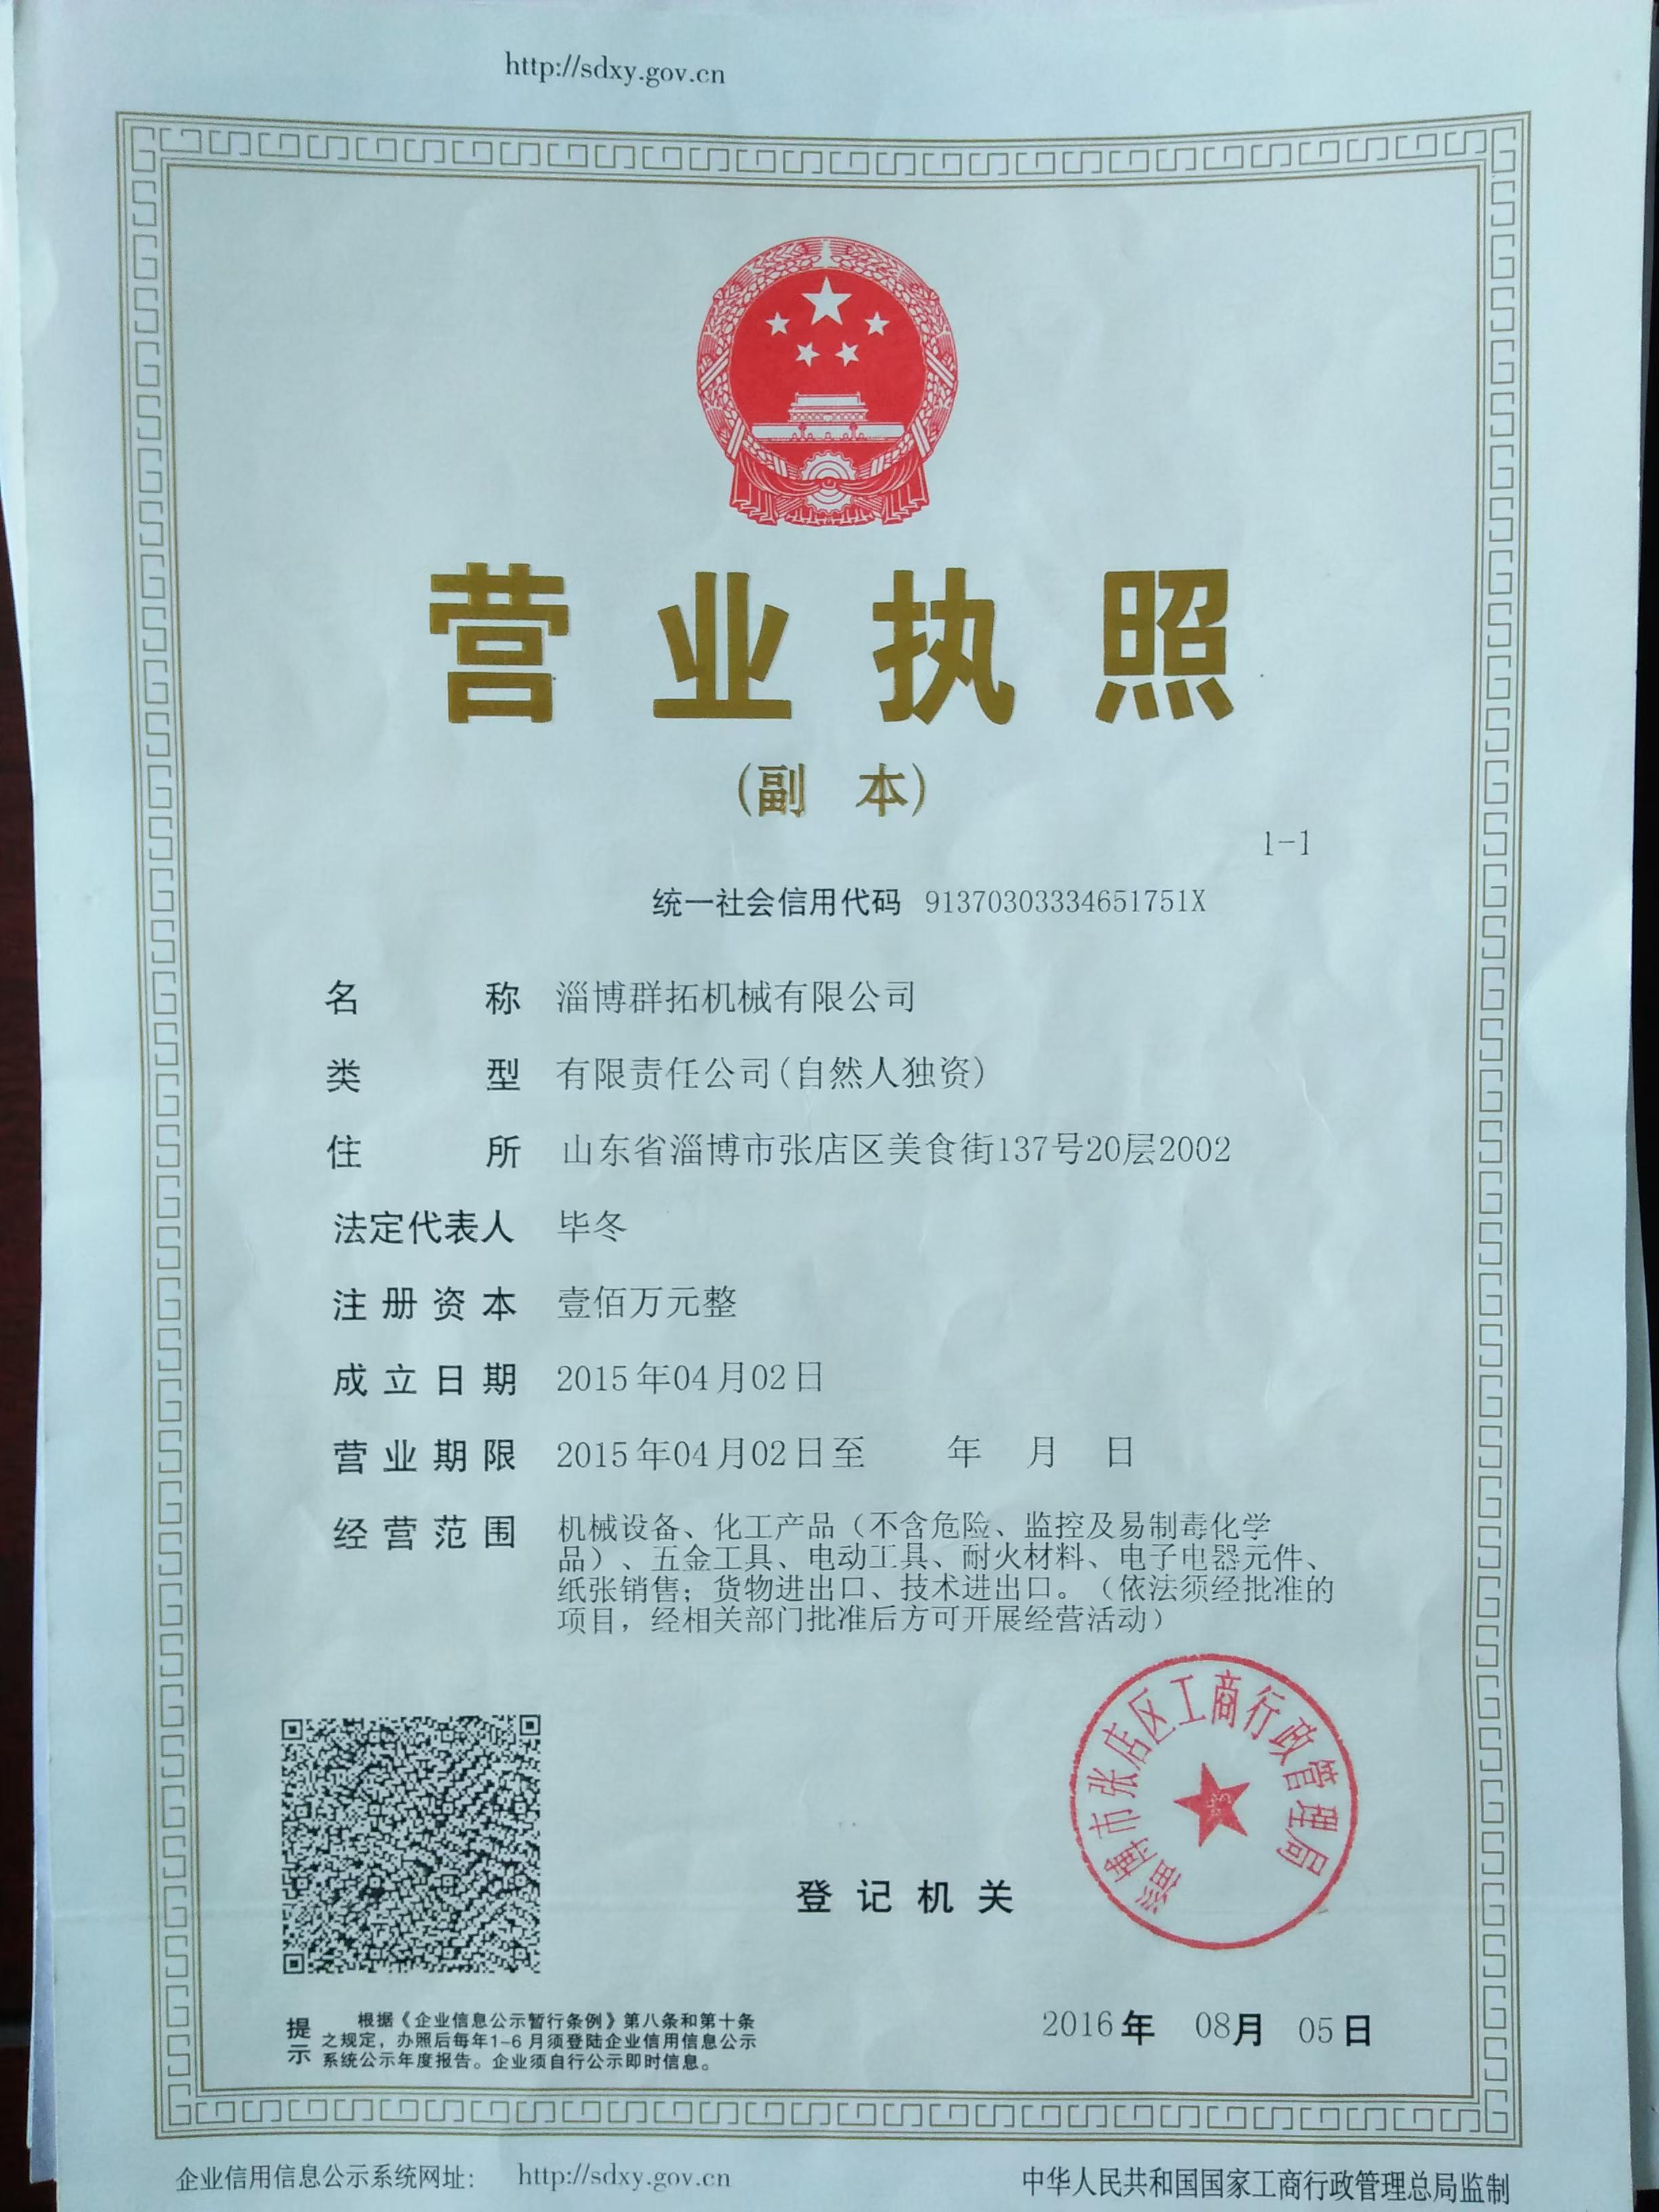 http://sdxy.gov.cn
营业执照
(副 本)
1-1
统一社会信用代码 91370303334651751X
名 称 淄博群拓机械有限公司
类 型 有限责任公司(自然人独资)
住 所 山东省淄博市张店区美食街137号20层2002
法定代表人 毕冬
注册资本 壹佰万元整
成立日期 2015年04月02日
营业期限 2015年04月02日至 年 月 日
经营范围 机械设备、化工产品（不含危险、监控及易制毒化学
品）、五金工具、电动工具、耐火材料、电子电器元件、
纸张销售；货物进出口、技术进出口。（依法须经批准的
项目，经相关部门批准后方可开展经营活动）
淄博市张店区工商行政管理局
登记机关
2016年 08月 05日
提示 根据《企业信息公示暂行条例》第八条和第十条
之规定，办照后每年1-6月须登陆企业信用信息公示
系统公示年度报告。企业须自行公示即时信息。
企业信用信息公示系统网址： http://sdxy.gov.cn
中华人民共和国国家工商行政管理总局监制